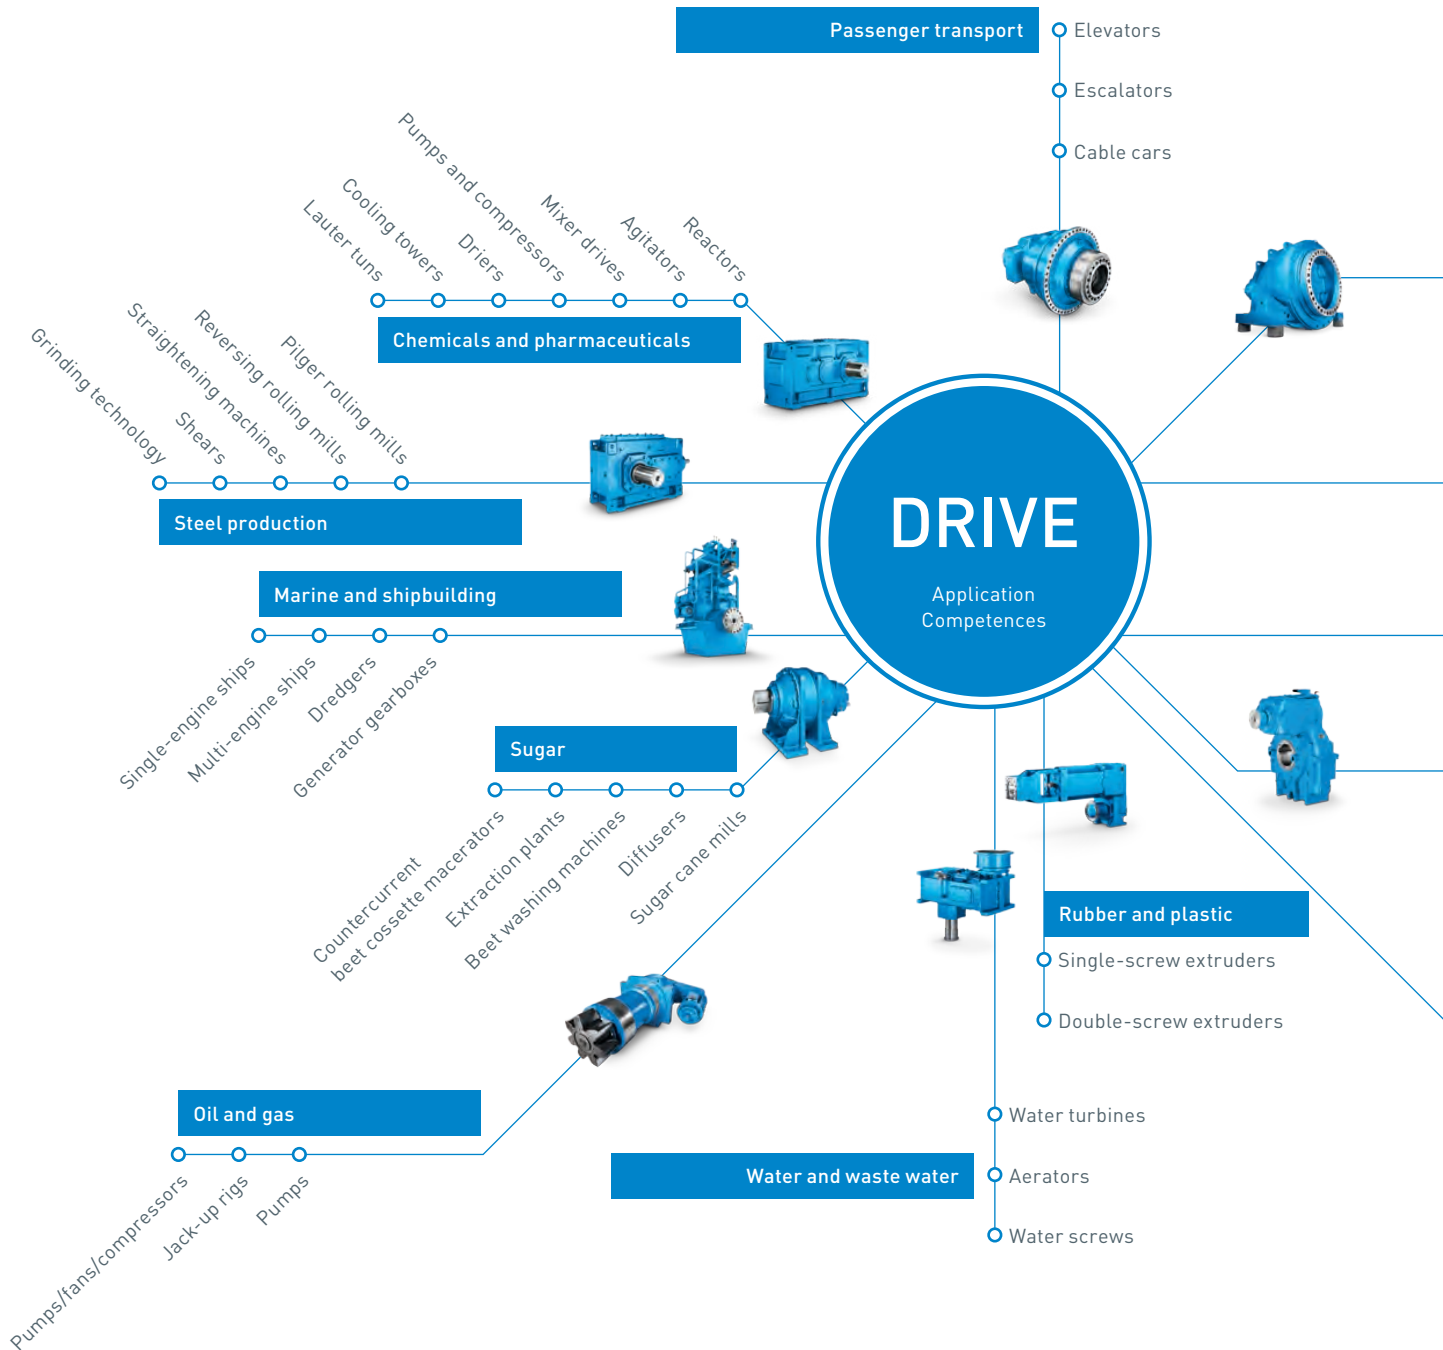 Passenger transport
Elevators
Escalators
Cable cars
Lauter tuns
Cooling towers
Driers
Pumps and compressors
Mixer drives
Agitators
Reactors
Chemicals and pharmaceuticals
Grinding technology
Shears
Straightening machines
Reversing rolling mills
Pilger rolling mills
Steel production
DRIVE
Application
Competences
Marine and shipbuilding
Single-engine ships
Multi-engine ships
Dredgers
Generator gearboxes
Sugar
Countercurrent
beet cossette macerators
Extraction plants
Beet washing machines
Diffusers
Sugar cane mills
Rubber and plastic
Single-screw extruders
Double-screw extruders
Oil and gas
Pumps/fans/compressors
Jack-up rigs
Pumps
Water and waste water
Water turbines
Aerators
Water screws